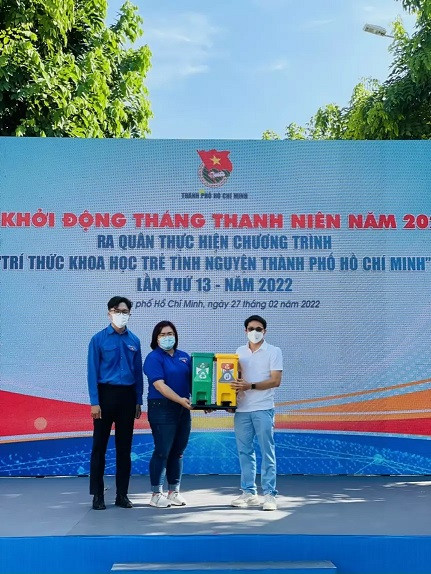 THÀNH PHỐ HỒ CHÍ MINH
KHỞI ĐỘNG THÁNG THANH NIÊN NĂM 202
RA QUÂN THỰC HIỆN CHƯƠNG TRÌNH
"TRÍ THỨC KHOA HỌC TRẺ TÌNH NGUYỆN THÀNH PHỐ HỒ CHÍ MINH"
LẦN THỨ 13 - NĂM 2022
phố Hồ Chí Minh, ngày 27 tháng 02 năm 2022